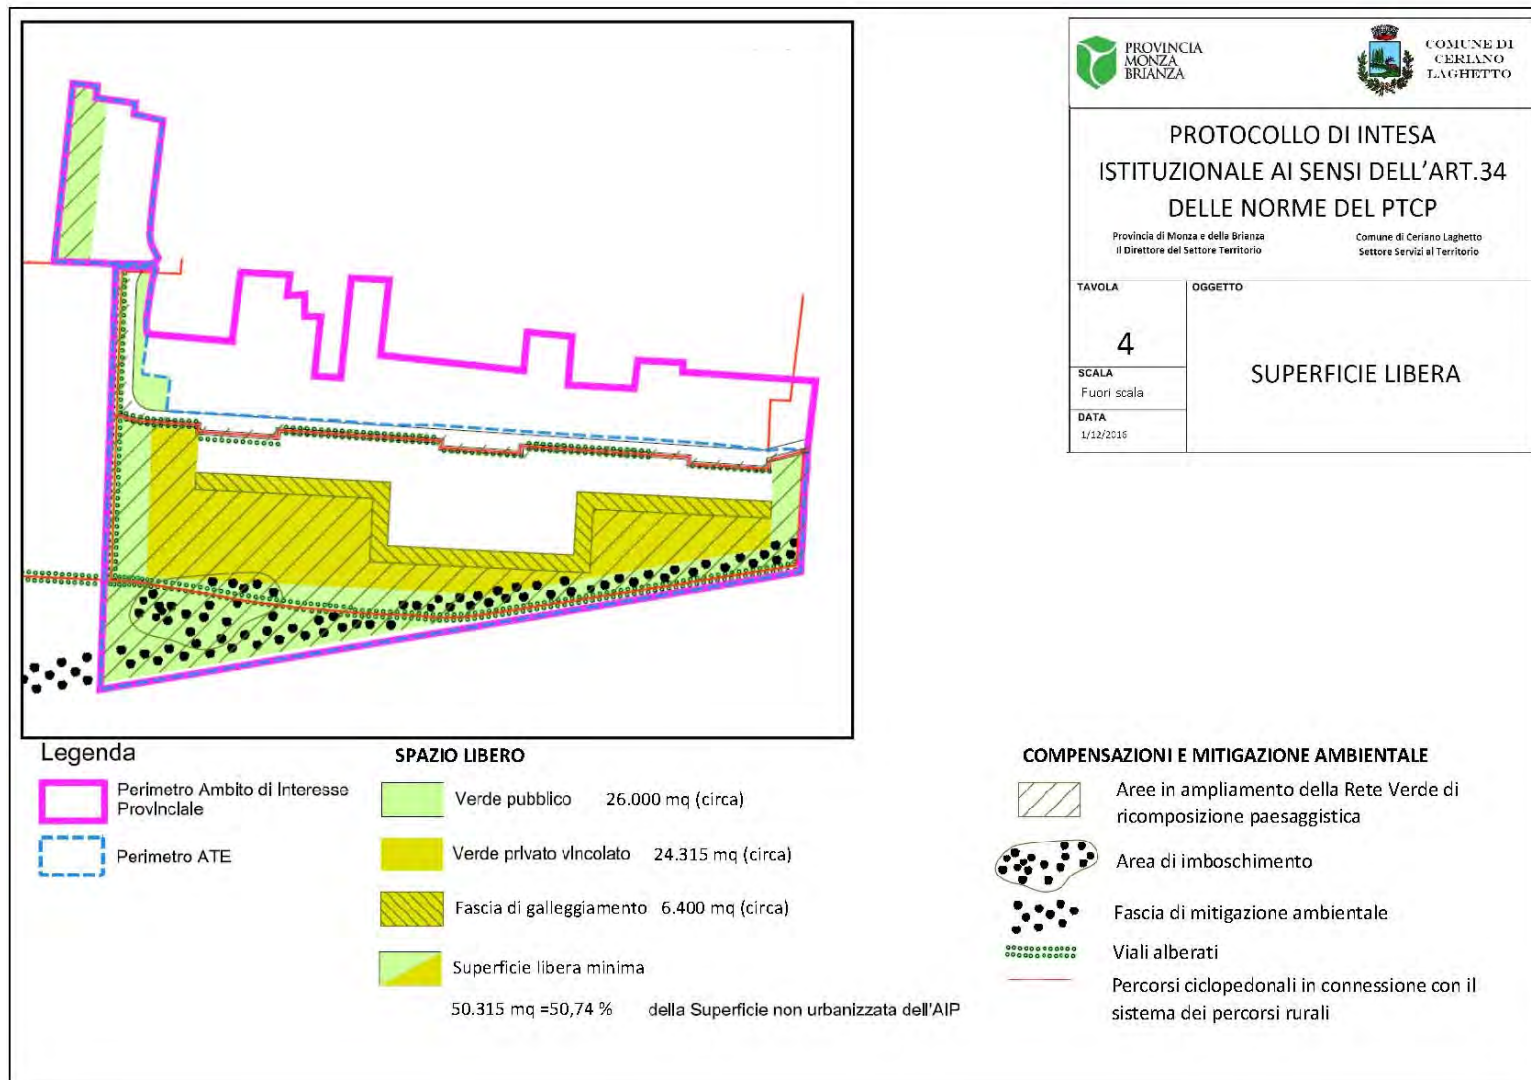 PROVINCIA
MONZA
BRIANZA
COMUNE DI
CERIANO
LAGHETTO
PROTOCOLLO DI INTESA
ISTITUZIONALE AI SENSI DELL'ART.34
DELLE NORME DEL PTCP
Provincia di Monza e della Brianza
Il Direttore del Settore Territorio
Comune di Ceriano Laghetto
Settore Servizi al Territorio
TAVOLA
4
SCALA
Fuori scala
DATA
1/12/2016
OGGETTO
SUPERFICIE LIBERA
Legenda
Perimetro Ambito di Interesse
Provinciale
Perimetro ATE
SPAZIO LIBERO
Verde pubblico 26.000 mq (circa)
Verde privato vincolato 24.315 mq (circa)
Fascia di galleggiamento 6.400 mq (circa)
Superficie libera minima
50.315 mq =50,74 % della Superficie non urbanizzata dell'AIP
COMPENSAZIONI E MITIGAZIONE AMBIENTALE
Aree in ampliamento della Rete Verde di
ricomposizione paesaggistica
Area di imboschimento
Fascia di mitigazione ambientale
Viali alberati
Percorsi ciclopedonali in connessione con il
sistema dei percorsi rurali